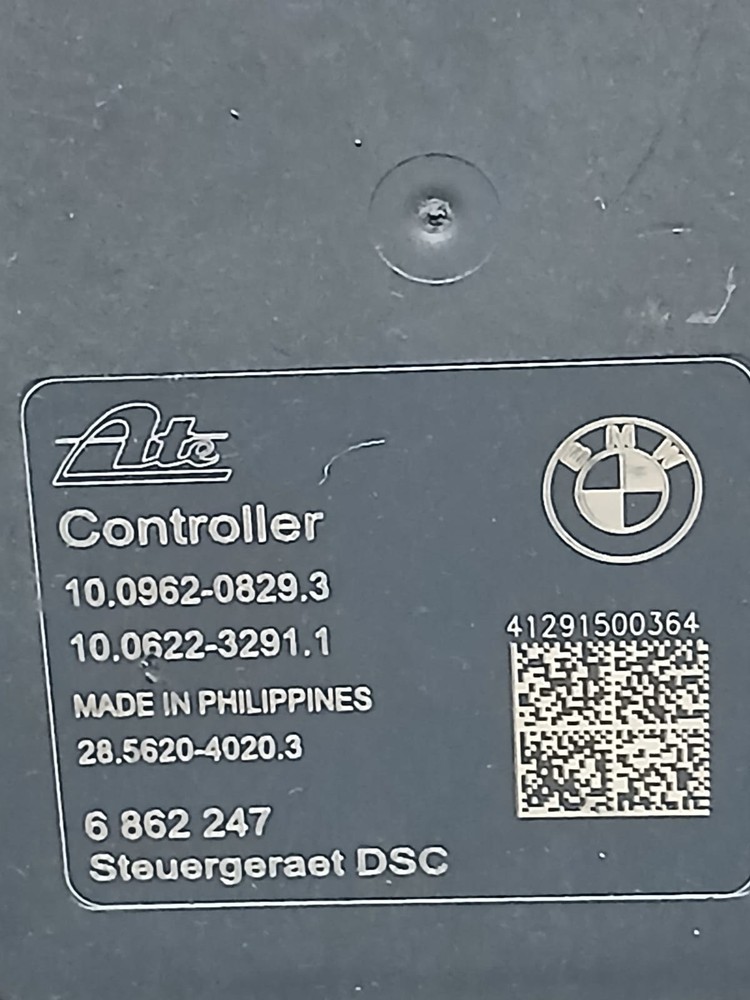 Ate
BMW
Controller
10.0962-0829.3
10.0622-3291.1
41291500364
MADE IN PHILIPPINES
28.5620-4020.3
6 862 247
Steuergeraet DSC